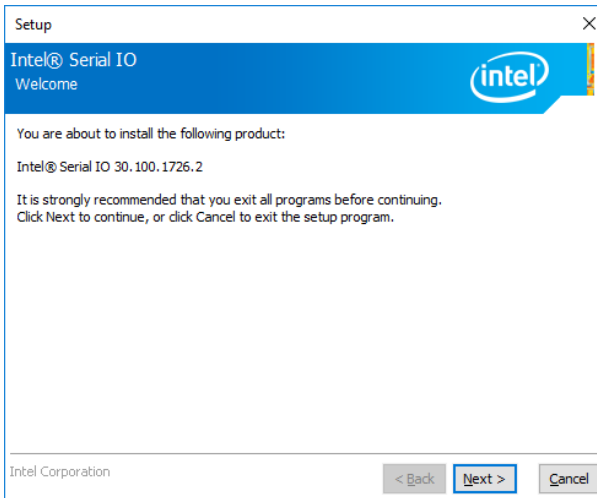 Setup
Intel® Serial IO
Welcome
intel
You are about to install the following product:
Intel® Serial IO 30.100.1726.2
It is strongly recommended that you exit all programs before continuing.
Click Next to continue, or click Cancel to exit the setup program.
Intel Corporation
< Back
Next >
Cancel